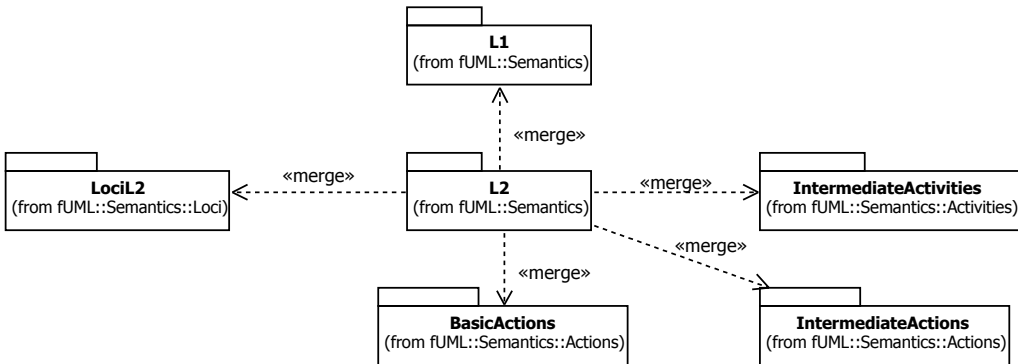 L1
(from fUML::Semantics)
«merge»
LociL2
(from fUML::Semantics::Loci)
«merge»
L2
(from fUML::Semantics)
«merge»
IntermediateActivities
(from fUML::Semantics::Activities)
«merge»
«merge»
BasicActions
(from fUML::Semantics::Actions)
IntermediateActions
(from fUML::Semantics::Actions)